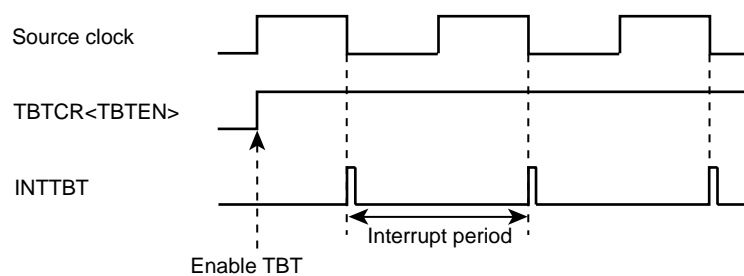 Source clock
TBTCR<TBTEN>
INTTBT
Interrupt period
Enable TBT